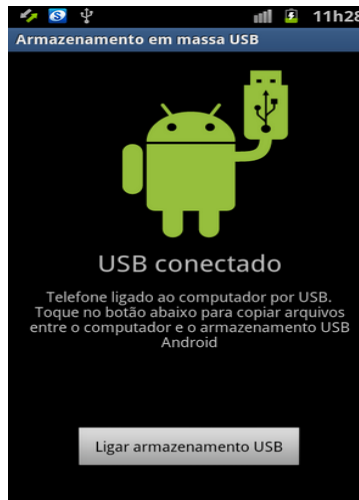 11h28
Armazenamento em massa USB
USB conectado
Telefone ligado ao computador por USB.
Toque no botão abaixo para copiar arquivos
entre o computador e o armazenamento USB
Android
Ligar armazenamento USB